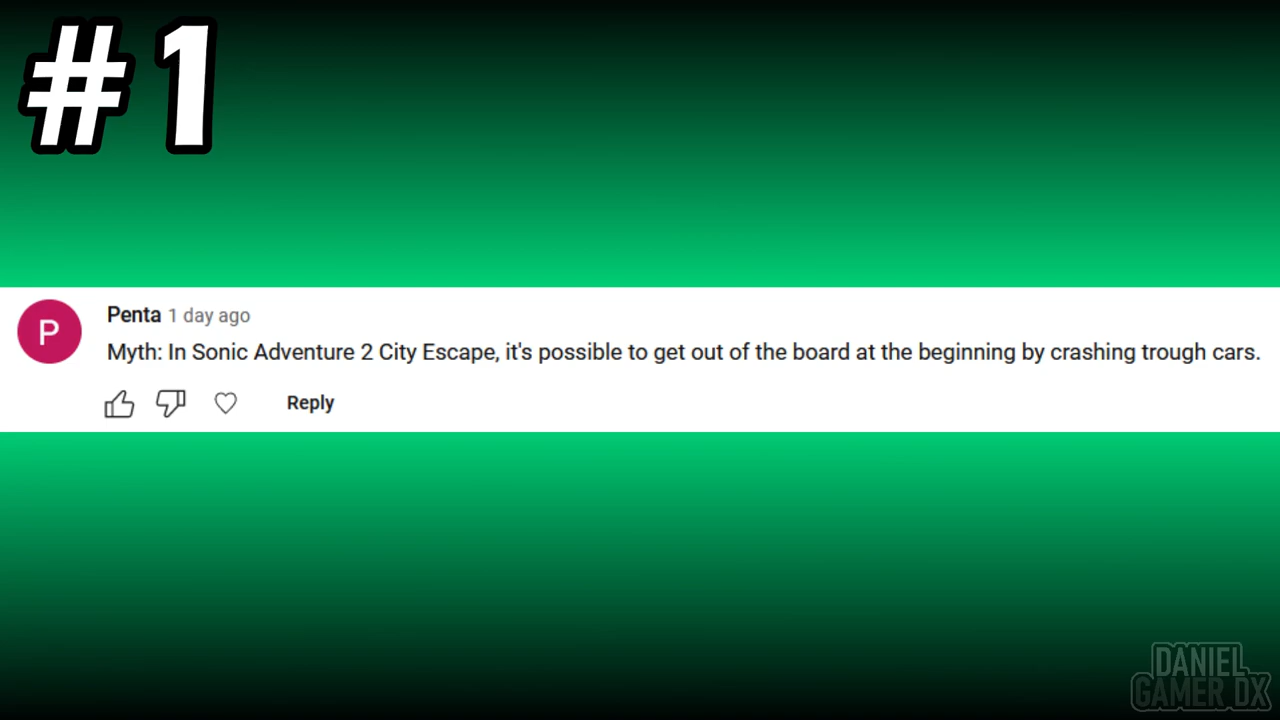 #1
P
Penta 1 day ago
Myth: In Sonic Adventure 2 City Escape, it's possible to get out of the board at the beginning by crashing trough cars.
Reply
DANIEL
GAMER DX